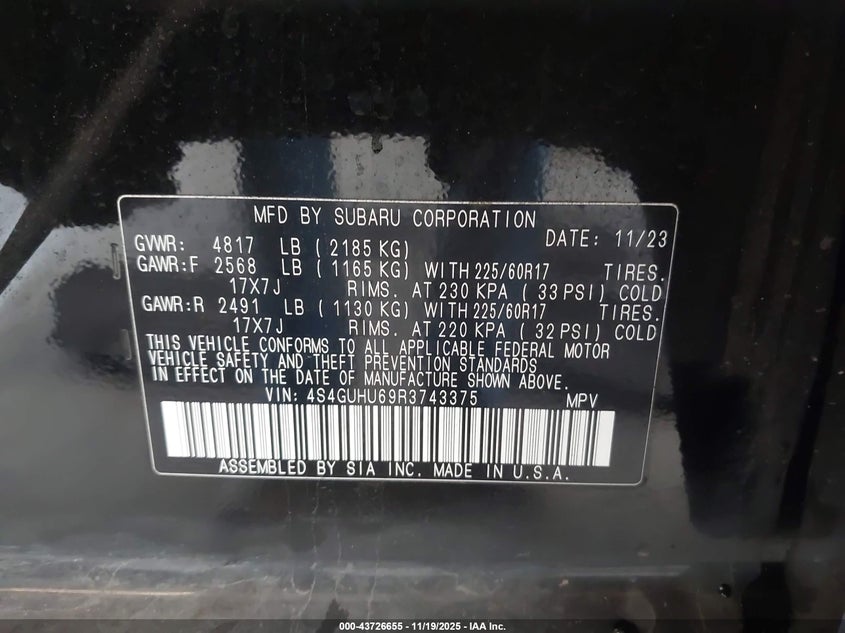 MFD BY SUBARU CORPORATION
DATE: 11/23
GVWR: 4817 LB ( 2185 KG)
GAWR:F 2568 LB ( 1165 KG) WITH 225/60R17 TIRES.
17X7J RIMS. AT 230 KPA ( 33 PSI) COLD
GAWR:R 2491 LB ( 1130 KG) WITH 225/60R17 TIRES.
17X7J RIMS. AT 220 KPA ( 32 PSI) COLD
THIS VEHICLE CONFORMS TO ALL APPLICABLE FEDERAL MOTOR
VEHICLE SAFETY AND THEFT PREVENTION STANDARDS
IN EFFECT ON THE DATE OF MANUFACTURE SHOWN ABOVE.
VIN: 4S4GUHU69R3743375 MPV
ASSEMBLED BY SIA INC. MADE IN U.S.A.
000-43726655 - 11/19/2025 - IAA Inc.